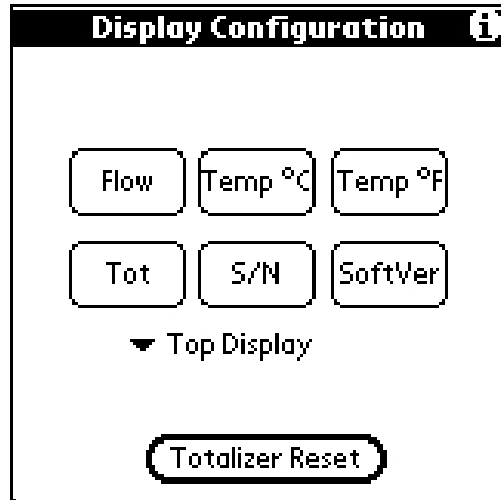 Display Configuration i
Flow Temp °C Temp °F
Tot S/N SoftVer
Top Display
Totalizer Reset